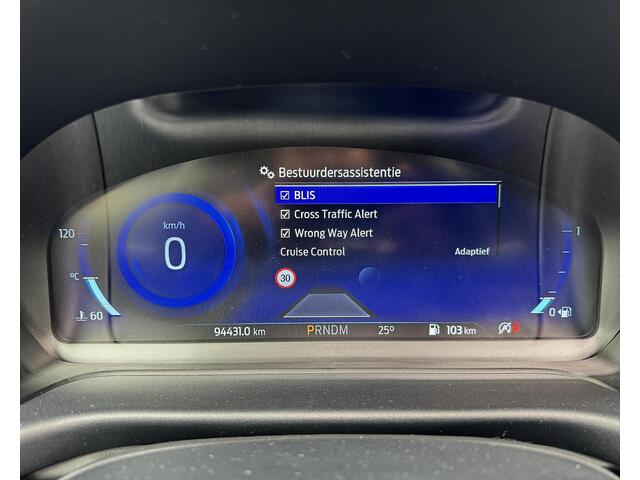 Bestuurdersassistentie
☑ BLIS
☑ Cross Traffic Alert
☑ Wrong Way Alert
Cruise Control Adaptief
km/h
0
120
°C
60
30
1
0
94431.0 km PRNDM 25° 103 km